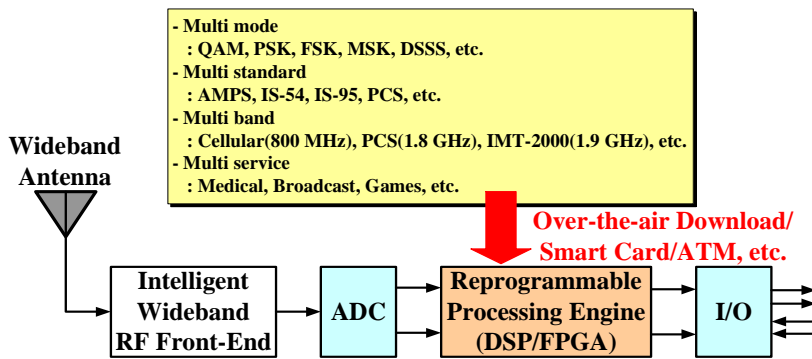 - Multi mode
: QAM, PSK, FSK, MSK, DSSS, etc.
- Multi standard
: AMPS, IS-54, IS-95, PCS, etc.
- Multi band
: Cellular(800 MHz), PCS(1.8 GHz), IMT-2000(1.9 GHz), etc.
- Multi service
: Medical, Broadcast, Games, etc.
Wideband
Antenna
Over-the-air Download/
Smart Card/ATM, etc.
Intelligent
Wideband
RF Front-End
ADC
Reprogrammable
Processing Engine
(DSP/FPGA)
I/O